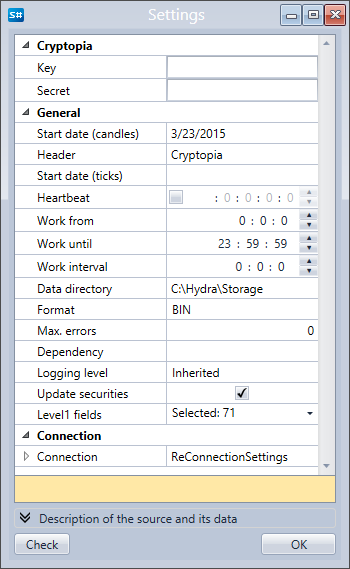 S# Settings
Cryptopia
Key
Secret
General
Start date (candles) 3/23/2015
Header Cryptopia
Start date (ticks)
Heartbeat : 0 : 0 : 0 : 0
Work from 0 : 0 : 0
Work until 23 : 59 : 59
Work interval 0 : 0 : 0
Data directory C:\Hydra\Storage
Format BIN
Max. errors 0
Dependency
Logging level Inherited
Update securities
Level1 fields Selected: 71
Connection
Connection ReConnectionSettings
Description of the source and its data
Check OK